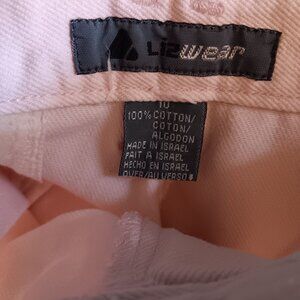 Lizwear
10
100% COTTON/
COTON/
ALGODON
MADE IN ISRAEL
FAIT A ISRAEL
HECHO EN ISRAEL
OVER/AU VERSO